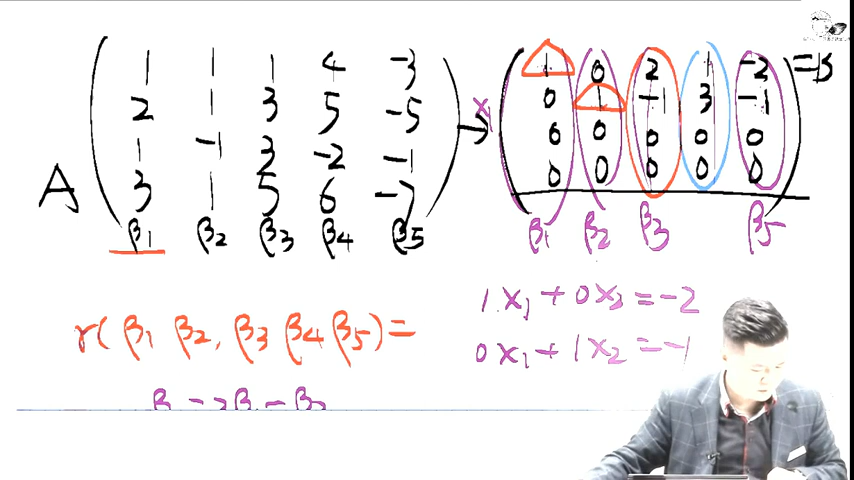 1 1 1 4 -3 1 0 2 1 -2 =B
2 1 3 5 -5 → x₁ 0 1 -1 3 -1
1 -1 3 -2 -1 0 0 0 0 0
A 3 1 5 6 -7 0 0 0 0 0
β₁ β₂ β₃ β₄ β₅ β₁ β₂ β₃ β₅
1·x₁+0x₂=-2
r(β₁ β₂, β₃ β₄ β₅)=
0x₁+1x₂=-1